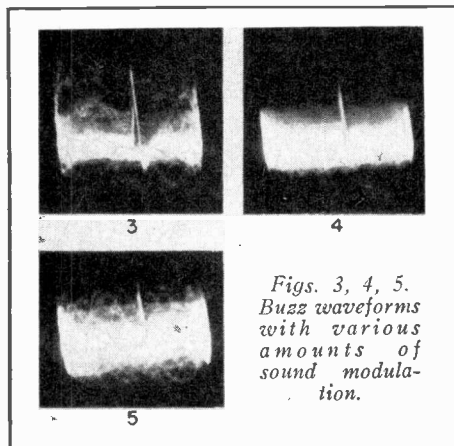 3
4
5
Figs. 3, 4, 5.
Buzz waveforms
with various
amounts of
sound modula-
tion.